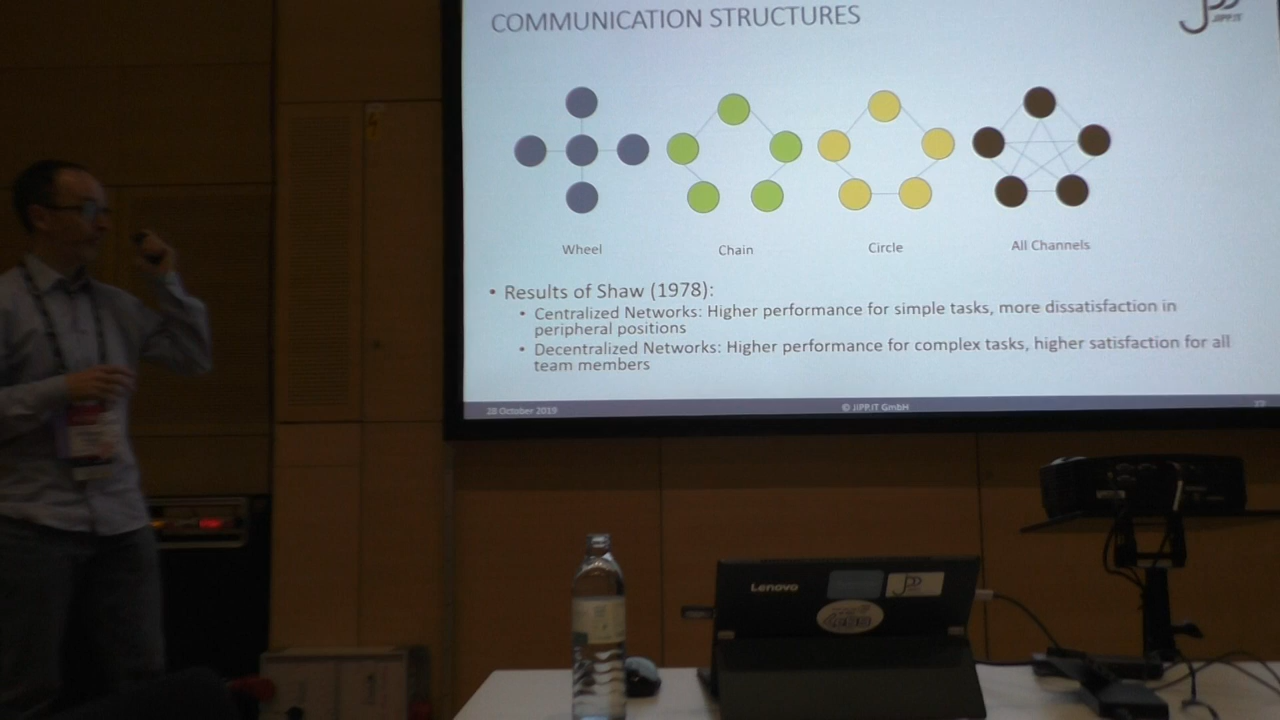 COMMUNICATION STRUCTURES
JIPP.IT
Wheel
Chain
Circle
All Channels
• Results of Shaw (1978):
• Centralized Networks: Higher performance for simple tasks, more dissatisfaction in
peripheral positions
• Decentralized Networks: Higher performance for complex tasks, higher satisfaction for all
team members
28 October 2019
© JIPP.IT GmbH
Lenovo